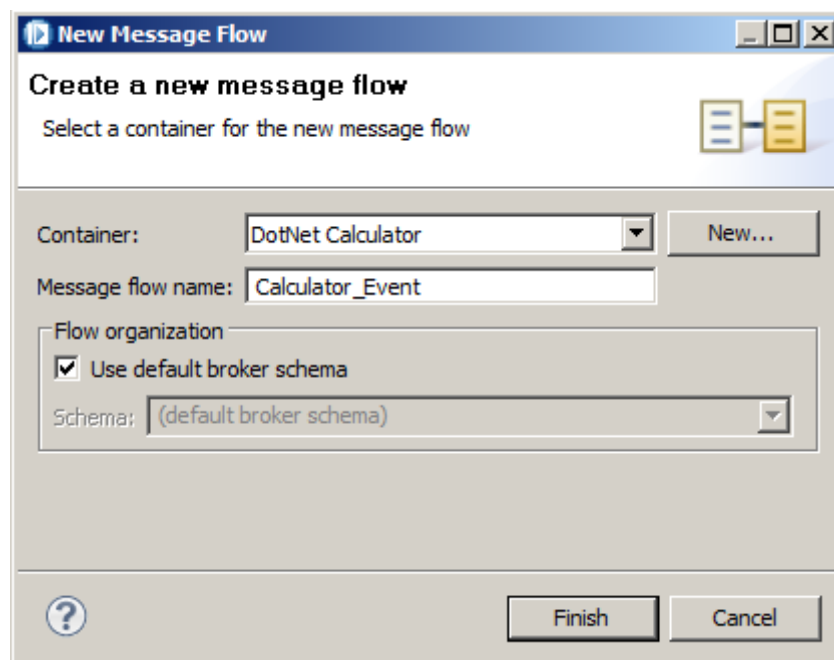 New Message Flow
Create a new message flow
Select a container for the new message flow
Container: DotNet Calculator New...
Message flow name: Calculator_Event
Flow organization
Use default broker schema
Schema: (default broker schema)
? Finish Cancel